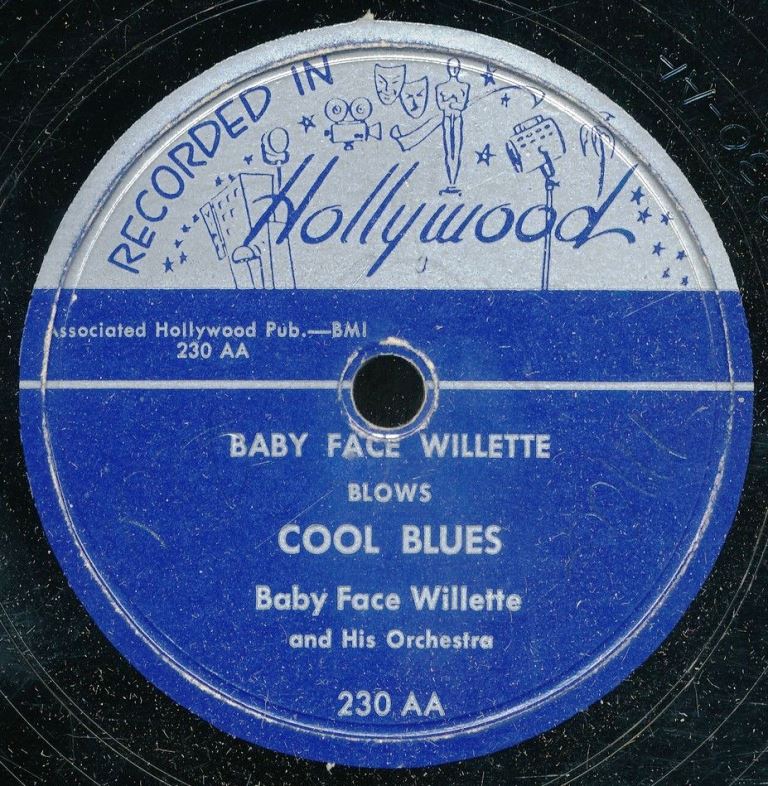 RECORDED IN
Hollywood
Associated Hollywood Pub.—BMI
230 AA
BABY FACE WILLETTE
BLOWS
COOL BLUES
Baby Face Willette
and His Orchestra
230 AA